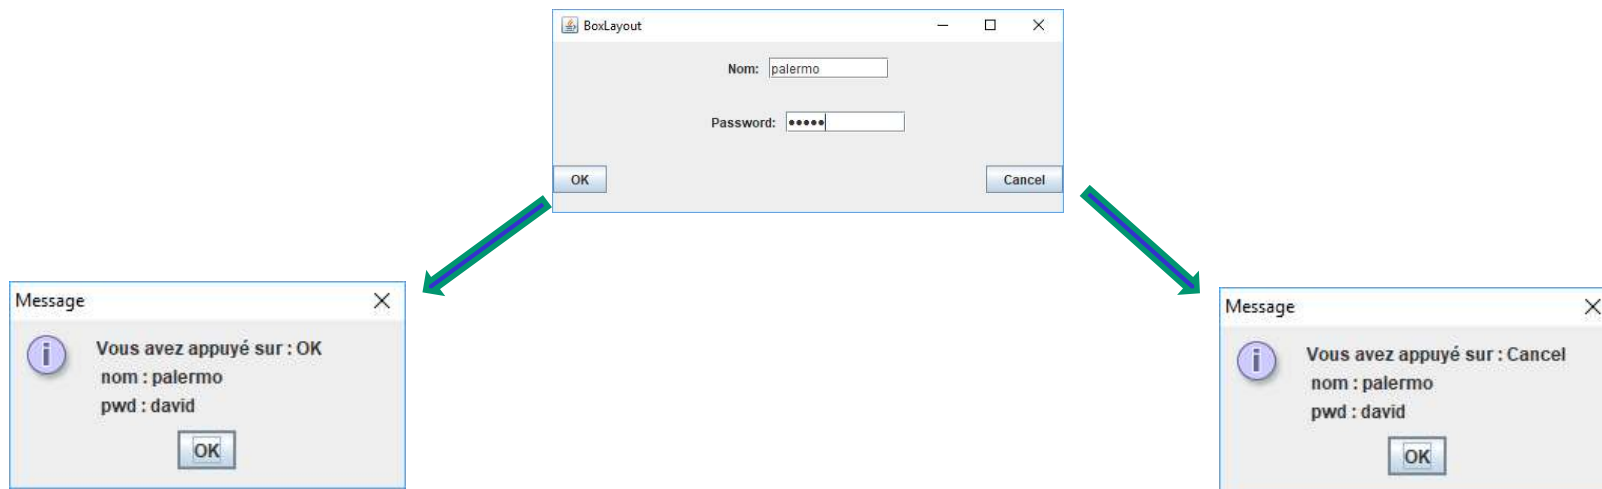 BoxLayout
Nom: palermo
Password: •••••
OK Cancel
Message
Vous avez appuyé sur : OK
nom : palermo
pwd : david
OK
Message
Vous avez appuyé sur : Cancel
nom : palermo
pwd : david
OK